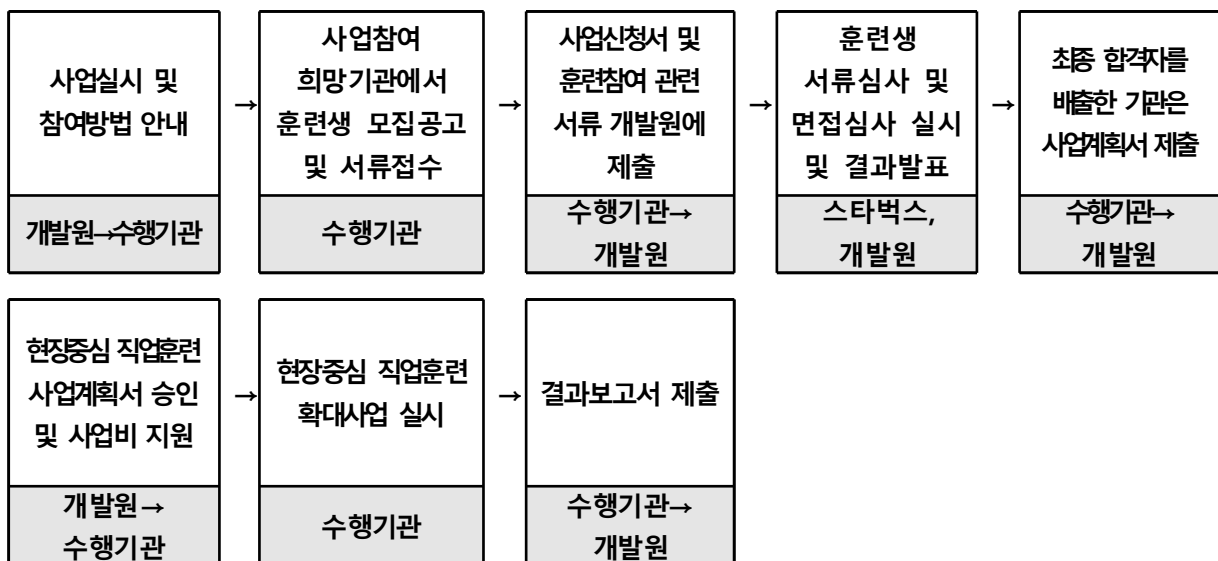 사업실시 및
참여방법 안내
개발원→수행기관
→
사업참여
희망기관에서
훈련생 모집공고
및 서류접수
수행기관
→
사업신청서 및
훈련참여 관련
서류 개발원에
제출
수행기관→
개발원
→
훈련생
서류심사 및
면접심사 실시
및 결과발표
스타벅스,
개발원
→
최종 합격자를
배출한 기관은
사업계획서 제출
수행기관→
개발원
현장중심 직업훈련
사업계획서 승인
및 사업비 지원
개발원→
수행기관
→
현장중심 직업훈련
확대사업 실시
수행기관
→
결과보고서 제출
수행기관→
개발원